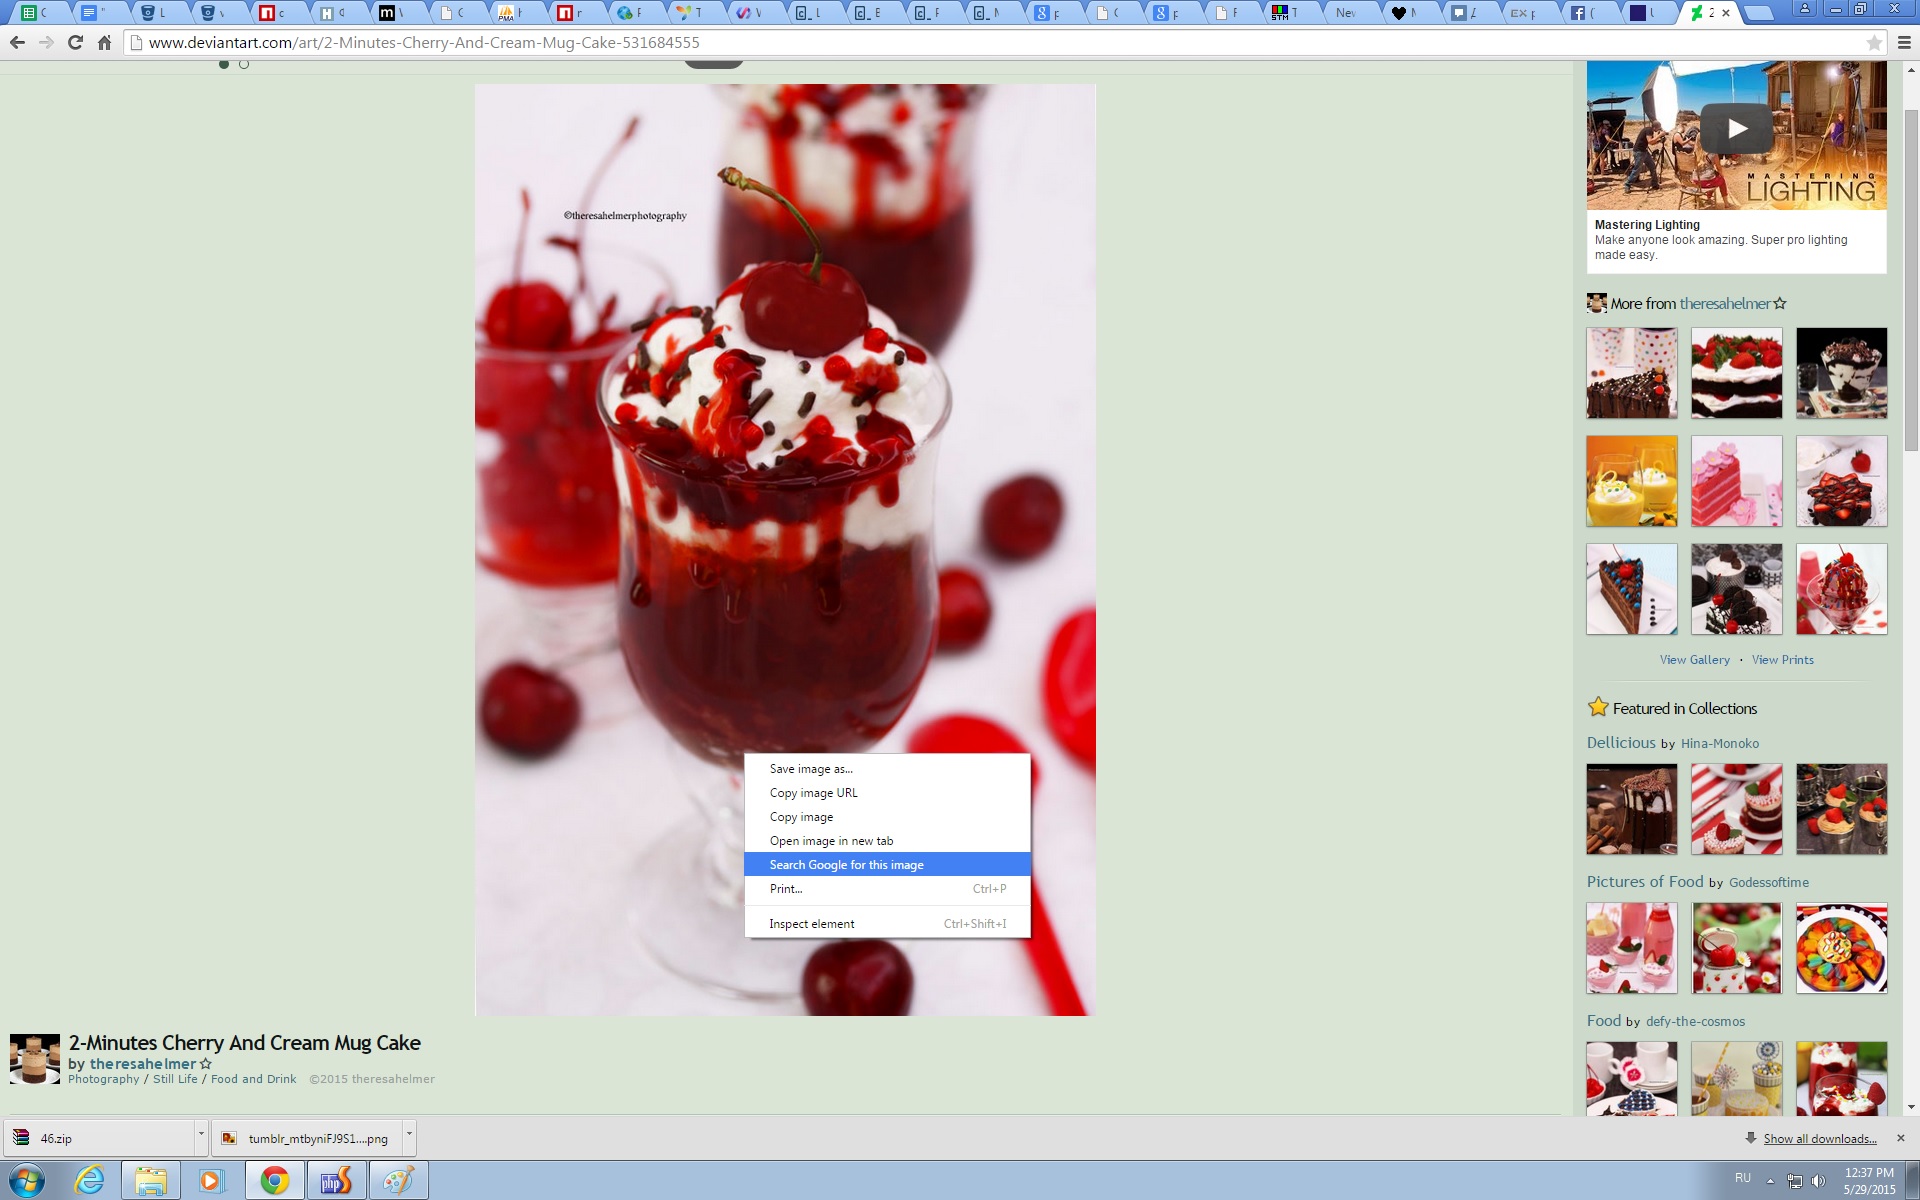 www.deviantart.com/art/2-Minutes-Cherry-And-Cream-Mug-Cake-531684555
©theresahelmerphotography
MASTERING
LIGHTING
Mastering Lighting
Make anyone look amazing. Super pro lighting
made easy.
More from theresahelmer
View Gallery · View Prints
Featured in Collections
Dellicious by Hina-Monoko
Pictures of Food by Godessoftime
Food by defy-the-cosmos
Save image as...
Copy image URL
Copy image
Open image in new tab
Search Google for this image
Print... Ctrl+P
Inspect element Ctrl+Shift+I
2-Minutes Cherry And Cream Mug Cake
by theresahelmer
Photography / Still Life / Food and Drink ©2015 theresahelmer
46.zip
tumblr_mtbyniFJ9S1....png
Show all downloads...
RU
12:37 PM
5/29/2015